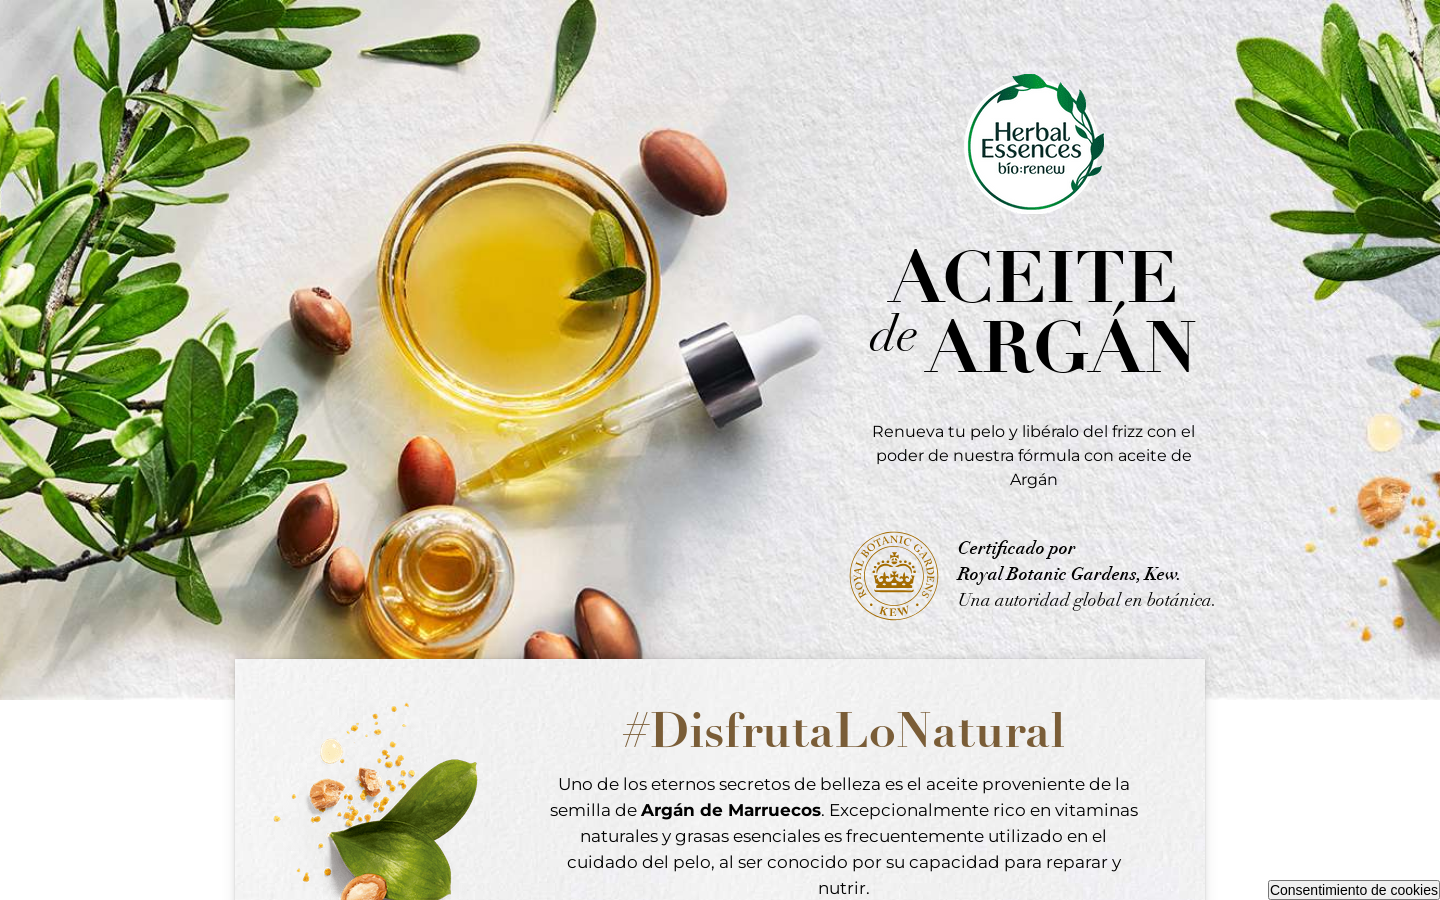 Herbal
Essences
bío:renew
ACEITE
de ARGÁN
Renueva tu pelo y libéralo del frizz con el
poder de nuestra fórmula con aceite de
Argán
ROYAL BOTANIC GARDENS
• KEW •
Certificado por
Royal Botanic Gardens, Kew.
Una autoridad global en botánica.
#DisfrutaLoNatural
Uno de los eternos secretos de belleza es el aceite proveniente de la
semilla de Argán de Marruecos. Excepcionalmente rico en vitaminas
naturales y grasas esenciales es frecuentemente utilizado en el
cuidado del pelo, al ser conocido por su capacidad para reparar y
nutrir.
Consentimiento de cookies